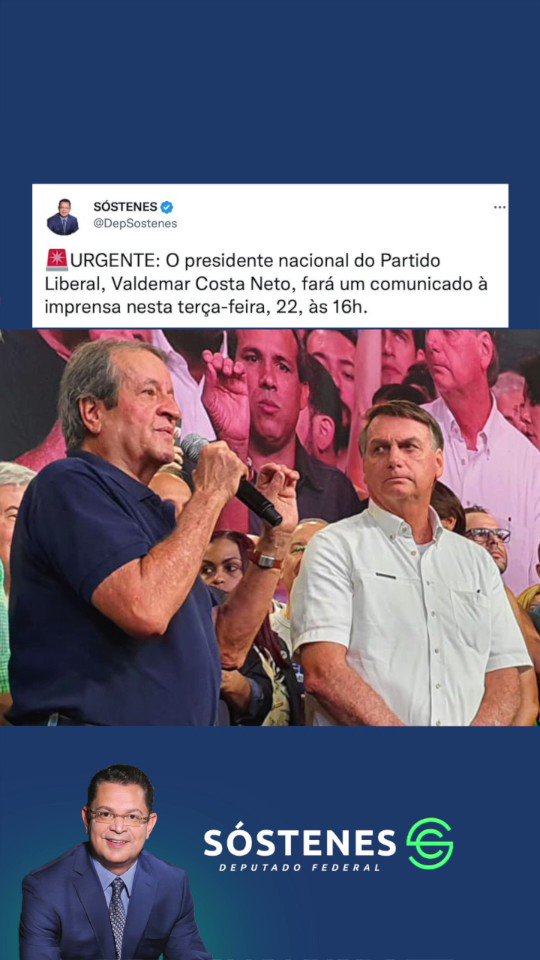 SÓSTENES
@DepSostenes
🚨URGENTE: O presidente nacional do Partido
Liberal, Valdemar Costa Neto, fará um comunicado à
imprensa nesta terça-feira, 22, às 16h.
SÓSTENES
DEPUTADO FEDERAL